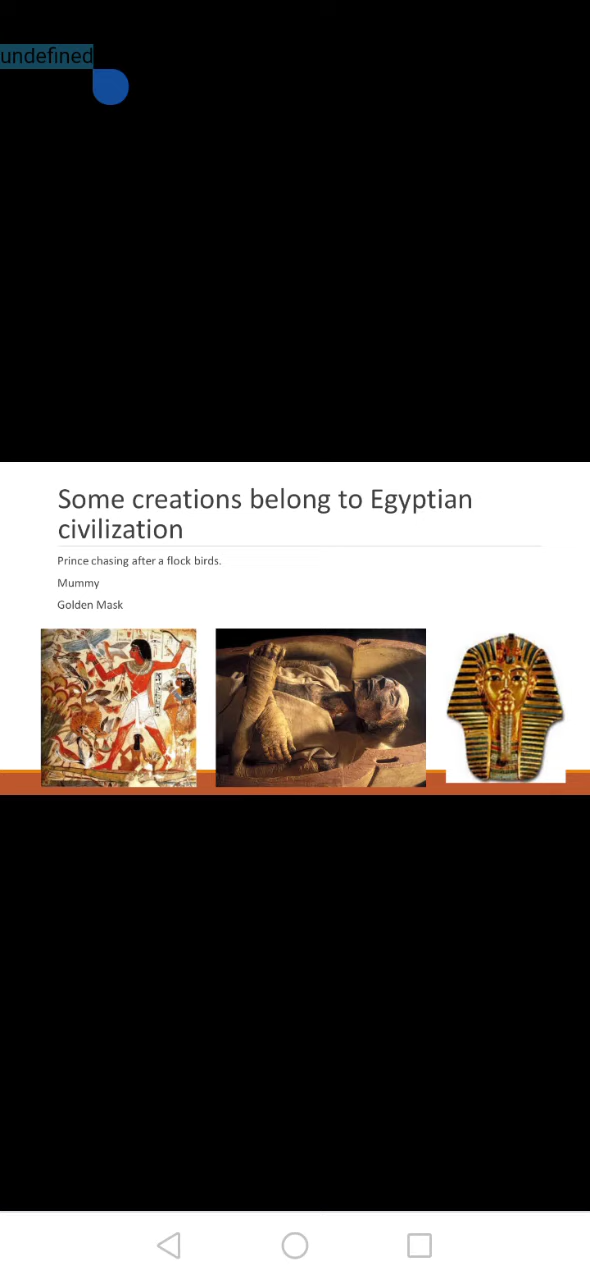 undefined
Some creations belong to Egyptian
civilization
Prince chasing after a flock birds.
Mummy
Golden Mask